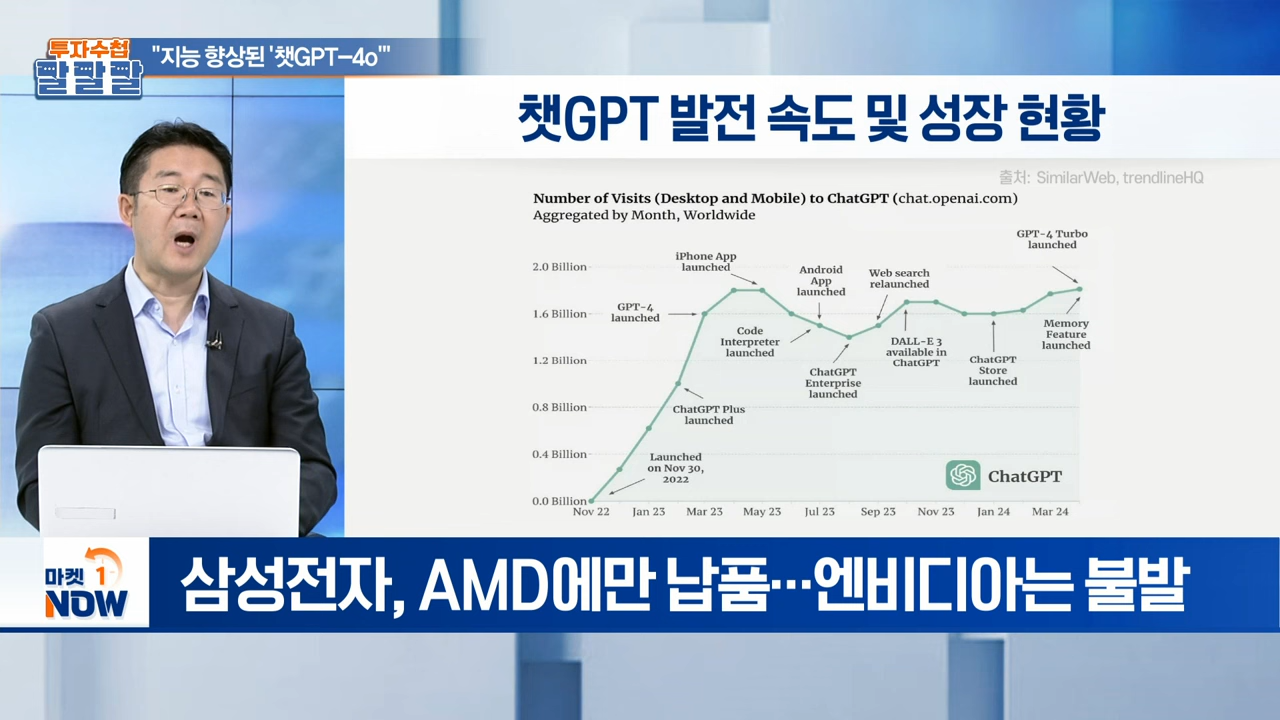 투자수첩
팔팔팔
"지능 향상된 '챗GPT-4o'"
챗GPT 발전 속도 및 성장 현황
출처: SimilarWeb, trendlineHQ
Number of Visits (Desktop and Mobile) to ChatGPT (chat.openai.com)
Aggregated by Month, Worldwide
2.0 Billion
1.6 Billion
1.2 Billion
0.8 Billion
0.4 Billion
0.0 Billion
Launched
on Nov 30,
2022
ChatGPT Plus
launched
GPT-4
launched
iPhone App
launched
Code
Interpreter
launched
Android
App
launched
ChatGPT
Enterprise
launched
Web search
relaunched
DALL-E 3
available in
ChatGPT
ChatGPT
Store
launched
GPT-4 Turbo
launched
Memory
Feature
launched
ChatGPT
Nov 22 Jan 23 Mar 23 May 23 Jul 23 Sep 23 Nov 23 Jan 24 Mar 24
마켓 1
NOW
삼성전자, AMD에만 납품…엔비디아는 불발